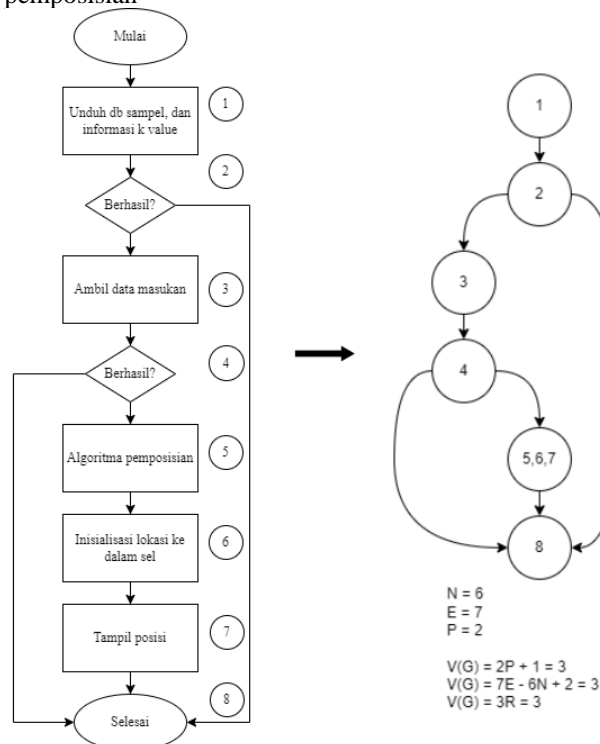 pemposisian
Mulai
Unduh db sampel, dan
informasi k value
1
2
Berhasil?
Ambil data masukan
3
4
Berhasil?
Algoritma pemposisian
5
Inisialisasi lokasi ke
dalam sel
6
Tampil posisi
7
8
Selesai
1
2
3
4
5,6,7
8
N = 6
E = 7
P = 2
V(G) = 2P + 1 = 3
V(G) = 7E - 6N + 2 = 3
V(G) = 3R = 3